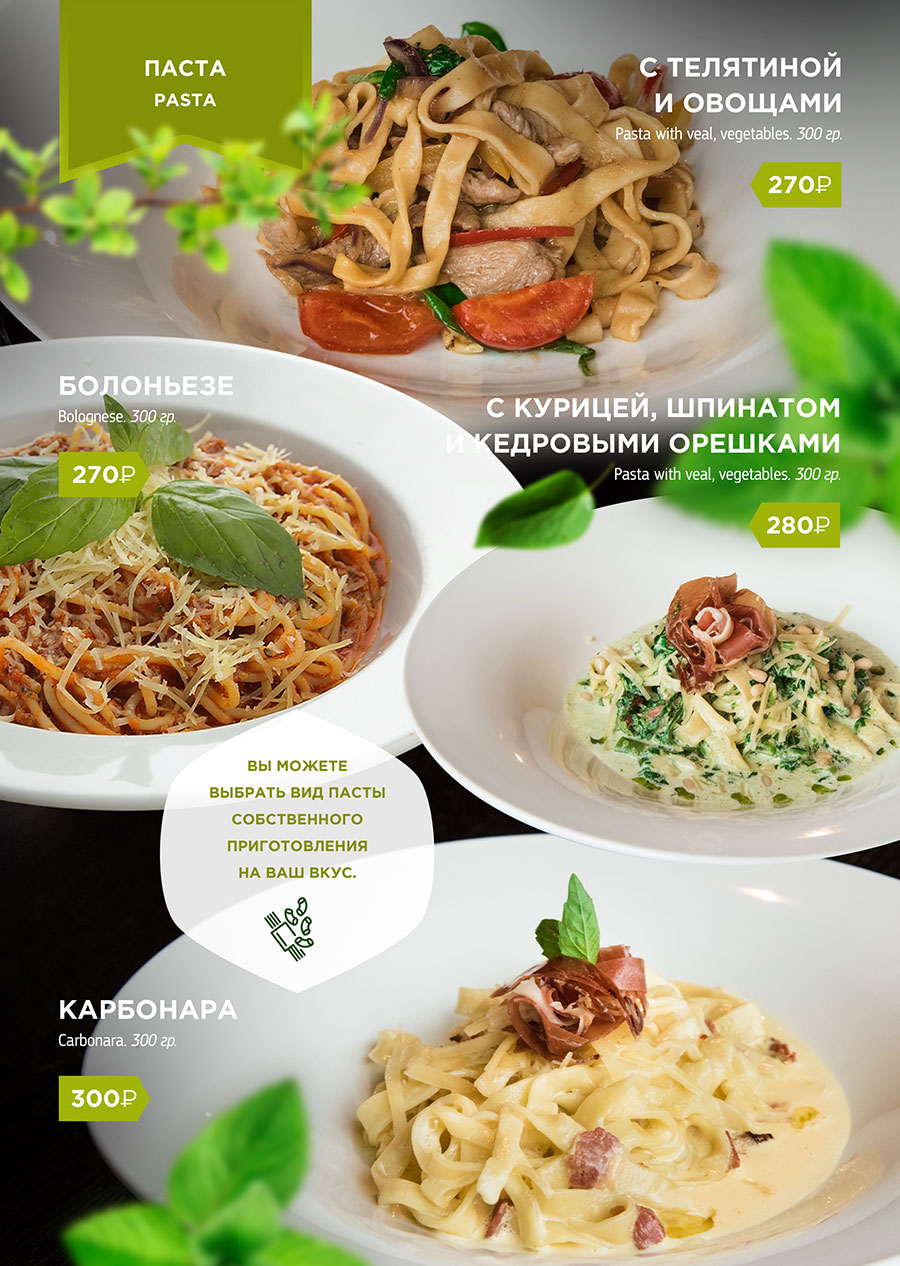 ПАСТА
PASTA
С ТЕЛЯТИНОЙ
И ОВОЩАМИ
Pasta with veal, vegetables. 300 гр.
270₽
БОЛОНЬЕЗЕ
Bolognese. 300 гр.
270₽
С КУРИЦЕЙ, ШПИНАТОМ
И КЕДРОВЫМИ ОРЕШКАМИ
Pasta with veal, vegetables. 300 гр.
280₽
ВЫ МОЖЕТЕ
ВЫБРАТЬ ВИД ПАСТЫ
СОБСТВЕННОГО
ПРИГОТОВЛЕНИЯ
НА ВАШ ВКУС.
КАРБОНАРА
Carbonara. 300 гр.
300₽